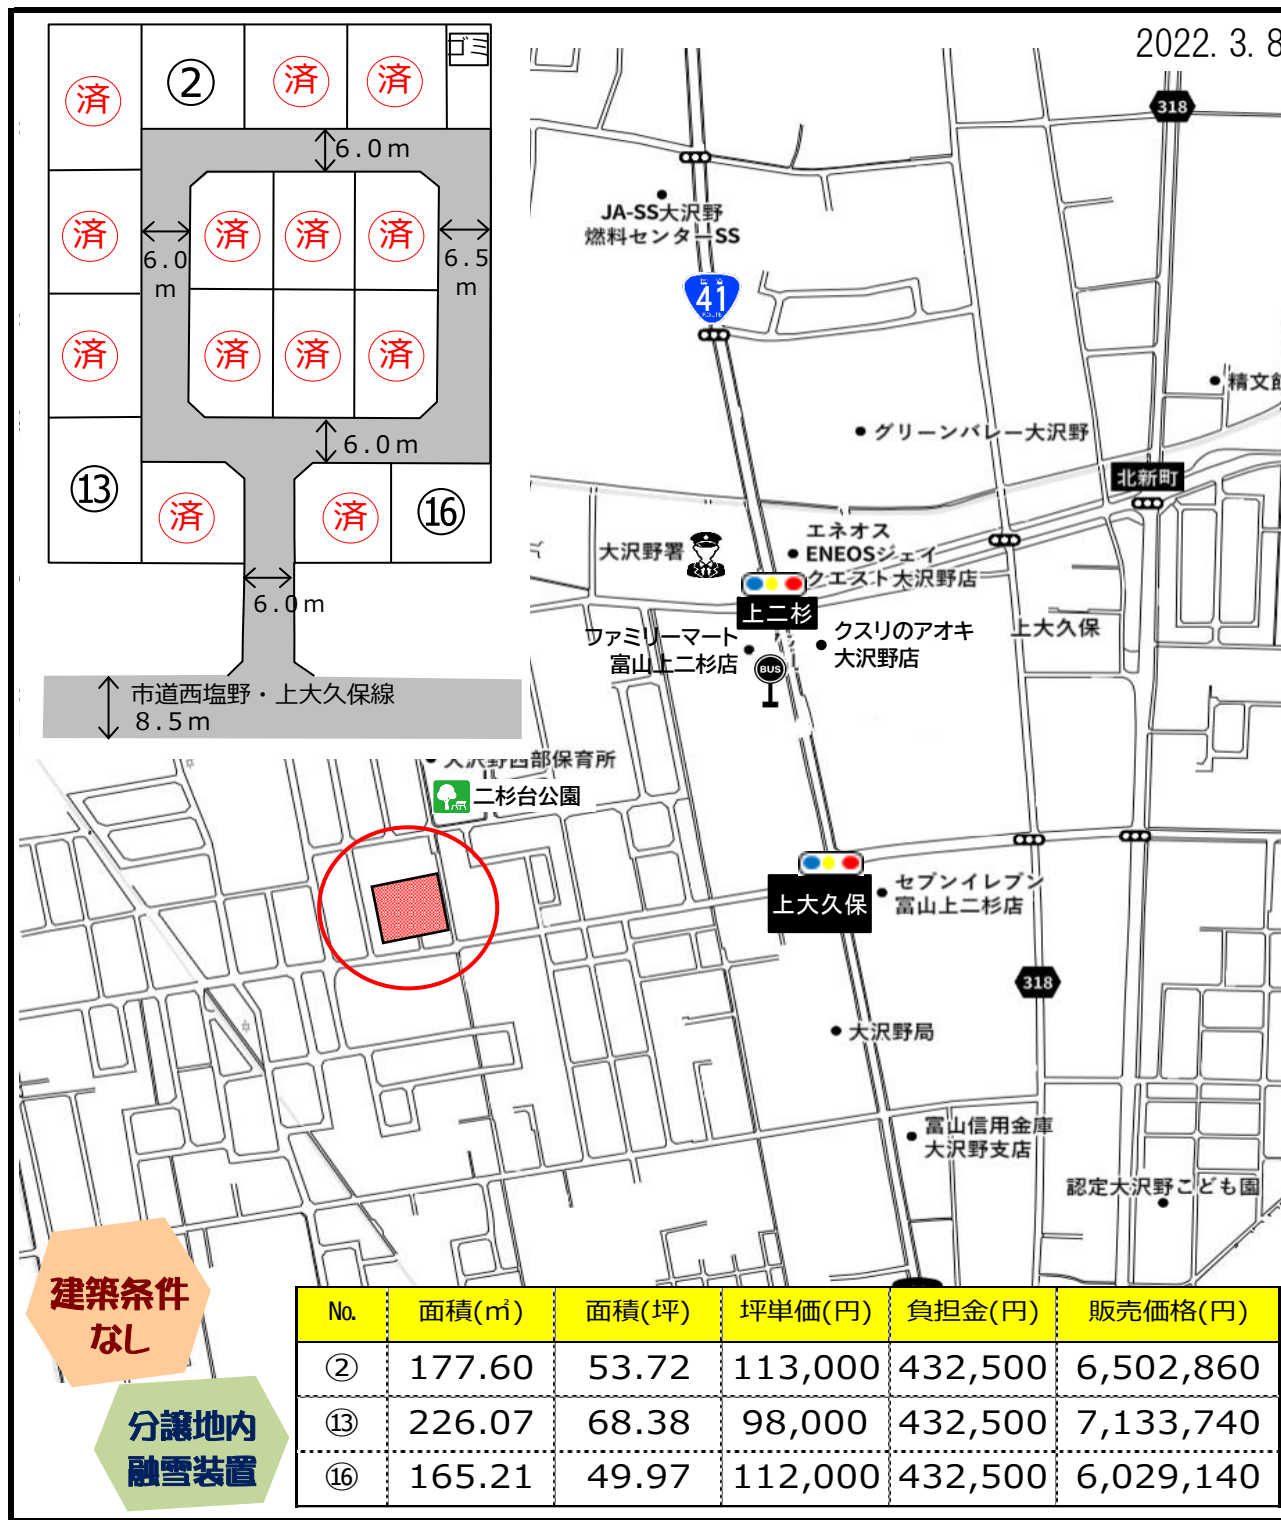 2022. 3. 8
済
②
済
済
ゴミ
6.0m
済
済
済
済
6.0
m
6.5
m
済
済
済
済
6.0m
⑬
済
済
⑯
6.0m
市道西塩野・上大久保線
8.5m
318
JA-SS大沢野
燃料センターSS
41
ROUTE
精文館
グリーンバレー大沢野
北新町
大沢野署
エネオス
ENEOSジェイ
クエスト大沢野店
上二杉
ファミリーマート
富山上二杉店
BUS
クスリのアオキ
大沢野店
上大久保
大沢野西部保育所
二杉台公園
上大久保
セブンイレブン
富山上二杉店
318
大沢野局
富山信用金庫
大沢野支店
認定大沢野こども園
建築条件
なし
分譲地内
融雪装置
No. 面積(㎡) 面積(坪) 坪単価(円) 負担金(円) 販売価格(円)
② 177.60 53.72 113,000 432,500 6,502,860
⑬ 226.07 68.38 98,000 432,500 7,133,740
⑯ 165.21 49.97 112,000 432,500 6,029,140